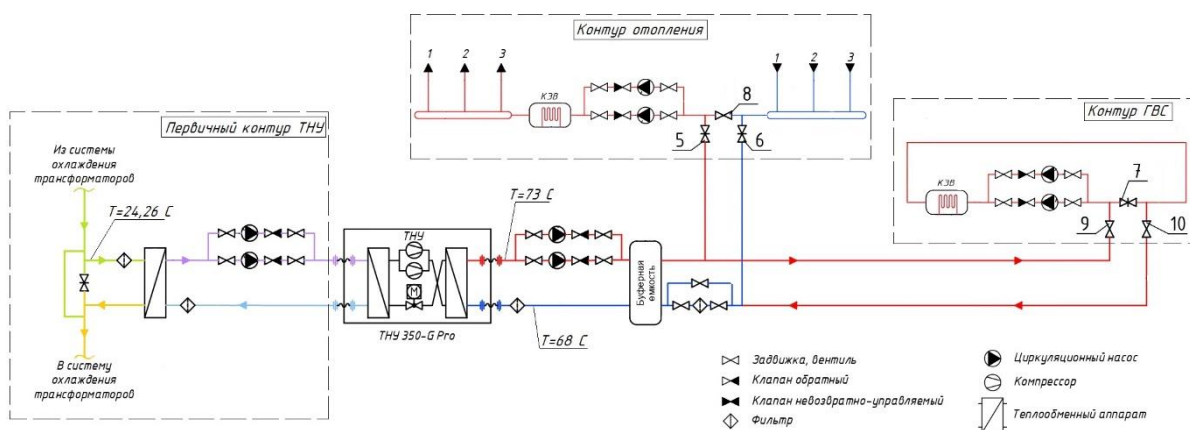 Контур отопления
1 2 3
1 2 3
КЭВ
8
5
6
Контур ГВС
КЭВ
7
9
10
Первичный контур ТНУ
Из системы
охлаждения
трансформаторов
T=24,26 С
T=73 С
ТНУ
М
Буферная
емкость
ТНУ 350-G Pro
T=68 С
В систему
охлаждения
трансформаторов
Задвижка, вентиль
Клапан обратный
Клапан невозвратно-управляемый
Фильтр
Циркуляционный насос
Компрессор
Теплообменный аппарат